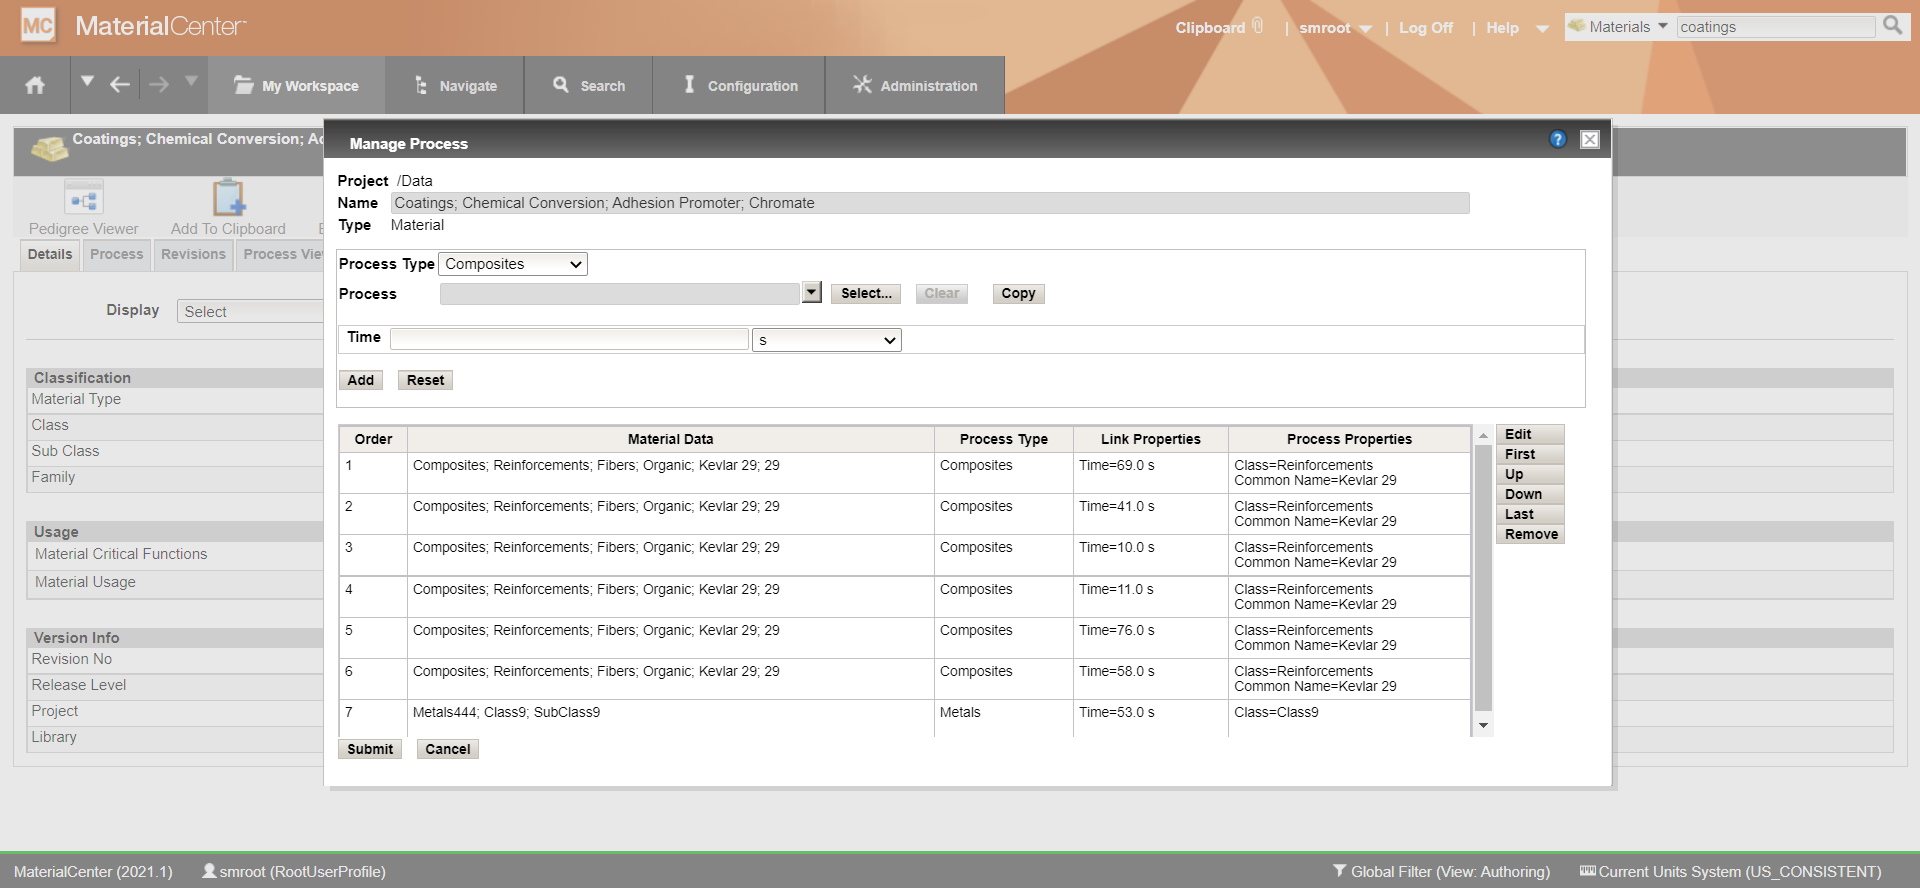 MC MaterialCenter
Clipboard | smroot | Log Off | Help Materials coatings
My Workspace Navigate Search Configuration Administration
Coatings; Chemical Conversion; Ad
Pedigree Viewer Add To Clipboard
Details Process Revisions Process Vie
Display Select
Classification
Material Type
Class
Sub Class
Family
Usage
Material Critical Functions
Material Usage
Version Info
Revision No
Release Level
Project
Library
Manage Process
Project /Data
Name Coatings; Chemical Conversion; Adhesion Promoter; Chromate
Type Material
Process Type Composites
Process Select... Clear Copy
Time s
Add Reset
Order Material Data Process Type Link Properties Process Properties
1 Composites; Reinforcements; Fibers; Organic; Kevlar 29; 29 Composites Time=69.0 s Class=Reinforcements
Common Name=Kevlar 29
2 Composites; Reinforcements; Fibers; Organic; Kevlar 29; 29 Composites Time=41.0 s Class=Reinforcements
Common Name=Kevlar 29
3 Composites; Reinforcements; Fibers; Organic; Kevlar 29; 29 Composites Time=10.0 s Class=Reinforcements
Common Name=Kevlar 29
4 Composites; Reinforcements; Fibers; Organic; Kevlar 29; 29 Composites Time=11.0 s Class=Reinforcements
Common Name=Kevlar 29
5 Composites; Reinforcements; Fibers; Organic; Kevlar 29; 29 Composites Time=76.0 s Class=Reinforcements
Common Name=Kevlar 29
6 Composites; Reinforcements; Fibers; Organic; Kevlar 29; 29 Composites Time=58.0 s Class=Reinforcements
Common Name=Kevlar 29
7 Metals444; Class9; SubClass9 Metals Time=53.0 s Class=Class9
Edit
First
Up
Down
Last
Remove
Submit Cancel
MaterialCenter (2021.1) smroot (RootUserProfile) Global Filter (View: Authoring) Current Units System (US_CONSISTENT)